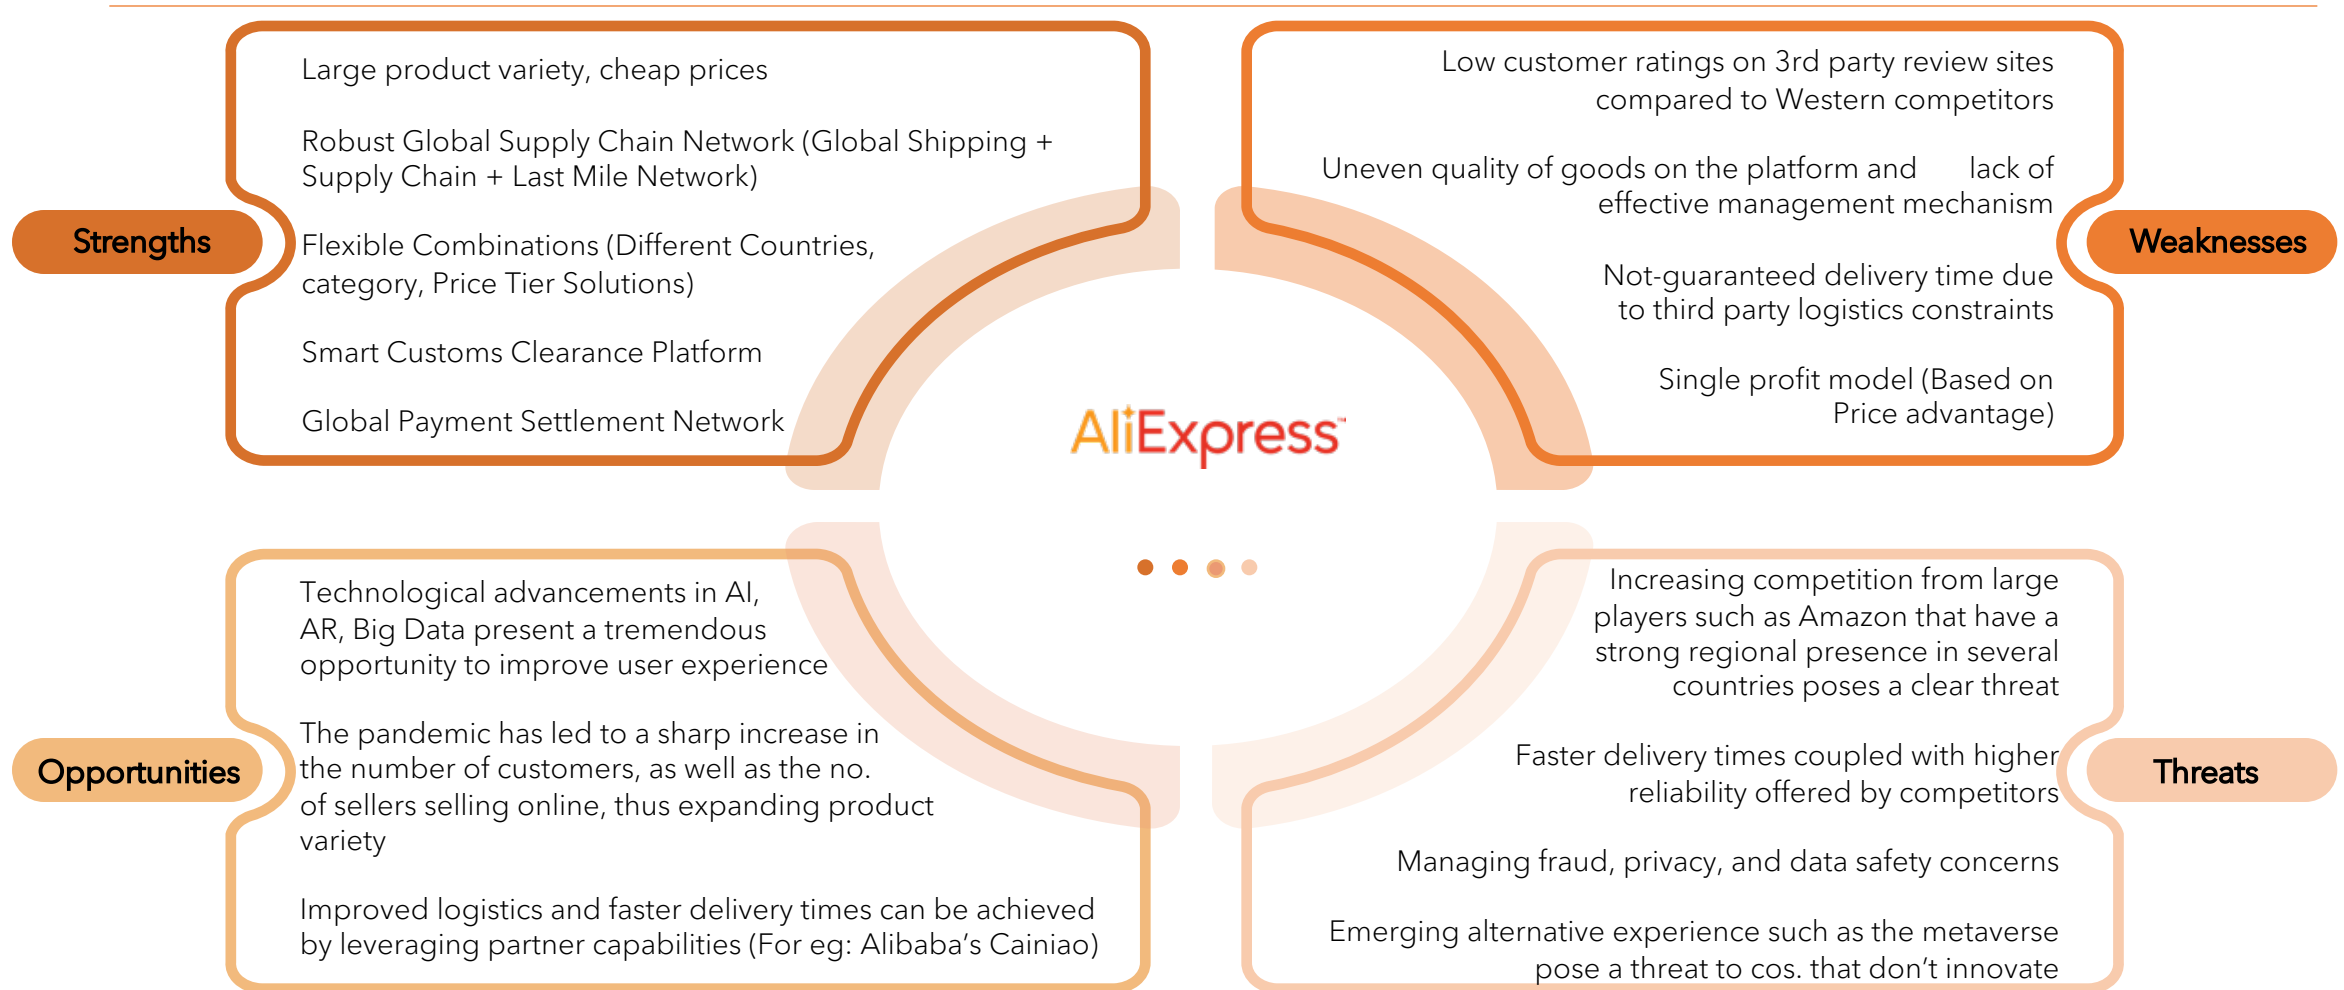 Strengths
Large product variety, cheap prices
Robust Global Supply Chain Network (Global Shipping +
Supply Chain + Last Mile Network)
Flexible Combinations (Different Countries,
category, Price Tier Solutions)
Smart Customs Clearance Platform
Global Payment Settlement Network
Weaknesses
Low customer ratings on 3rd party review sites
compared to Western competitors
Uneven quality of goods on the platform and lack of
effective management mechanism
Not-guaranteed delivery time due
to third party logistics constraints
Single profit model (Based on
Price advantage)
AliExpress™
Opportunities
Technological advancements in AI,
AR, Big Data present a tremendous
opportunity to improve user experience
The pandemic has led to a sharp increase in
the number of customers, as well as the no.
of sellers selling online, thus expanding product
variety
Improved logistics and faster delivery times can be achieved
by leveraging partner capabilities (For eg: Alibaba’s Cainiao)
Threats
Increasing competition from large
players such as Amazon that have a
strong regional presence in several
countries poses a clear threat
Faster delivery times coupled with higher
reliability offered by competitors
Managing fraud, privacy, and data safety concerns
Emerging alternative experience such as the metaverse
pose a threat to cos. that don’t innovate